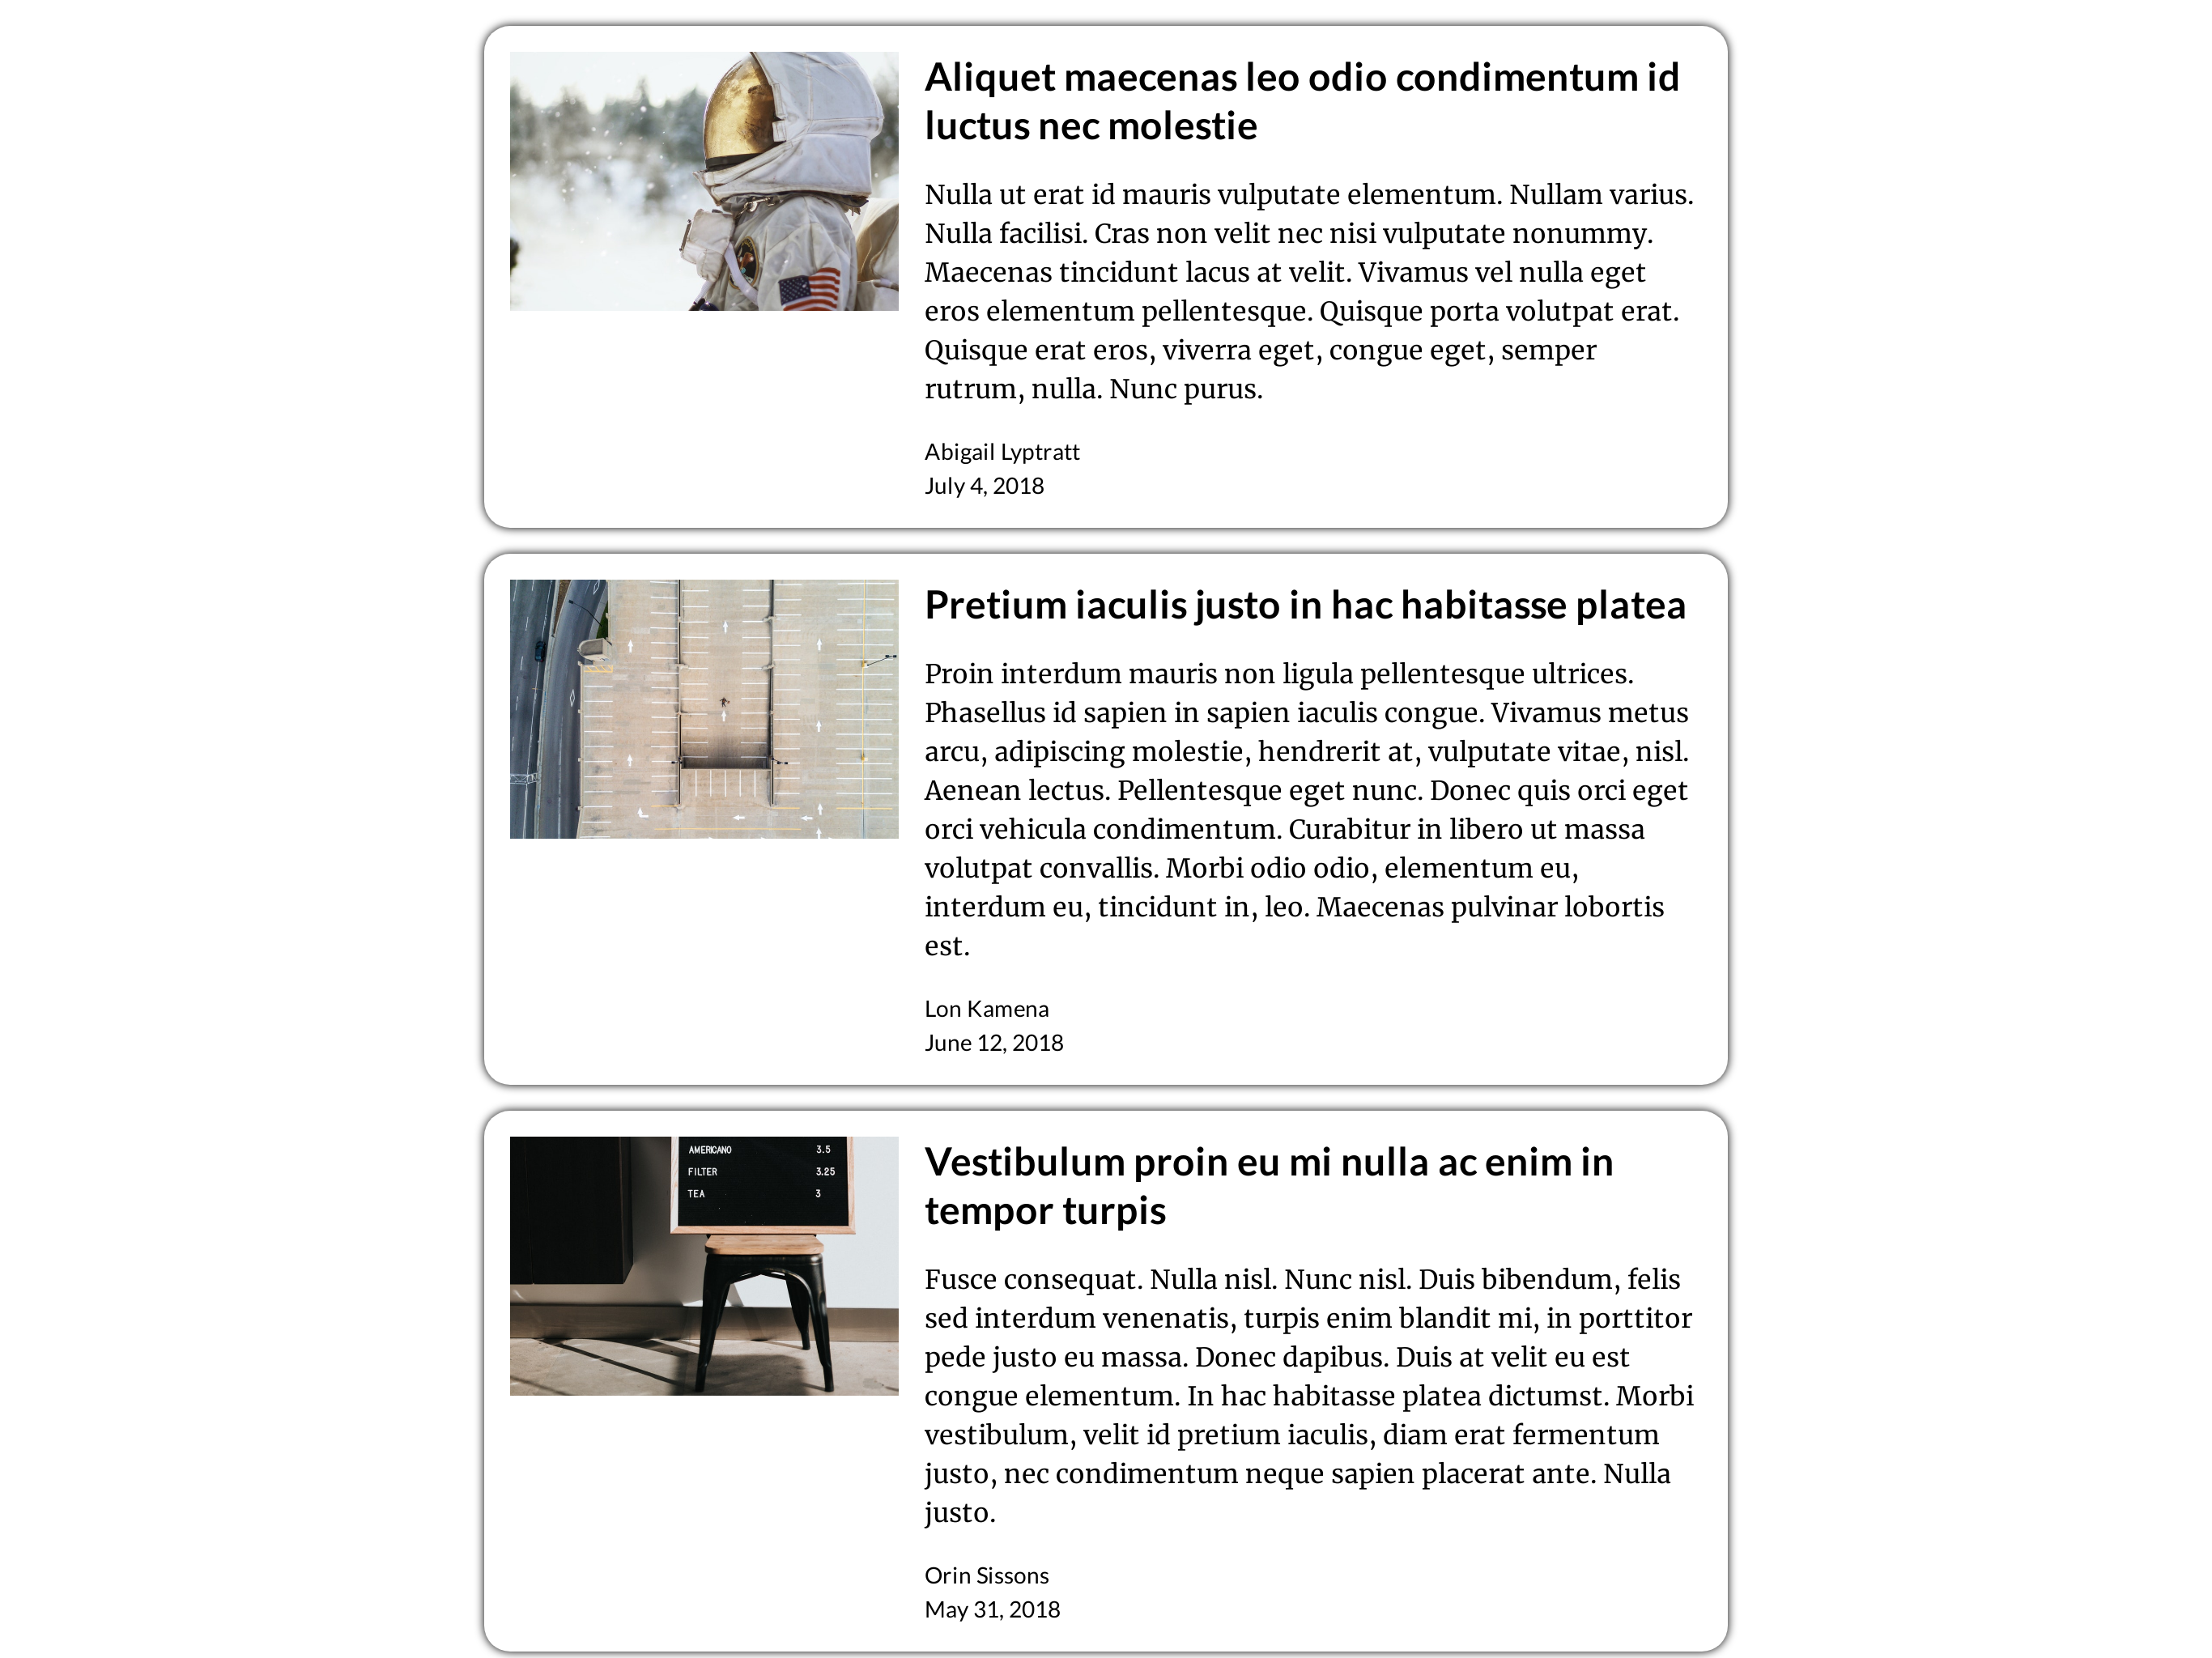 Aliquet maecenas leo odio condimentum id
luctus nec molestie
Nulla ut erat id mauris vulputate elementum. Nullam varius.
Nulla facilisi. Cras non velit nec nisi vulputate nonummy.
Maecenas tincidunt lacus at velit. Vivamus vel nulla eget
eros elementum pellentesque. Quisque porta volutpat erat.
Quisque erat eros, viverra eget, congue eget, semper
rutrum, nulla. Nunc purus.
Abigail Lyptratt
July 4, 2018
Pretium iaculis justo in hac habitasse platea
Proin interdum mauris non ligula pellentesque ultrices.
Phasellus id sapien in sapien iaculis congue. Vivamus metus
arcu, adipiscing molestie, hendrerit at, vulputate vitae, nisl.
Aenean lectus. Pellentesque eget nunc. Donec quis orci eget
orci vehicula condimentum. Curabitur in libero ut massa
volutpat convallis. Morbi odio odio, elementum eu,
interdum eu, tincidunt in, leo. Maecenas pulvinar lobortis
est.
Lon Kamena
June 12, 2018
AMERICANO 3.5
FILTER 3.25
TEA 3
Vestibulum proin eu mi nulla ac enim in
tempor turpis
Fusce consequat. Nulla nisl. Nunc nisl. Duis bibendum, felis
sed interdum venenatis, turpis enim blandit mi, in porttitor
pede justo eu massa. Donec dapibus. Duis at velit eu est
congue elementum. In hac habitasse platea dictumst. Morbi
vestibulum, velit id pretium iaculis, diam erat fermentum
justo, nec condimentum neque sapien placerat ante. Nulla
justo.
Orin Sissons
May 31, 2018